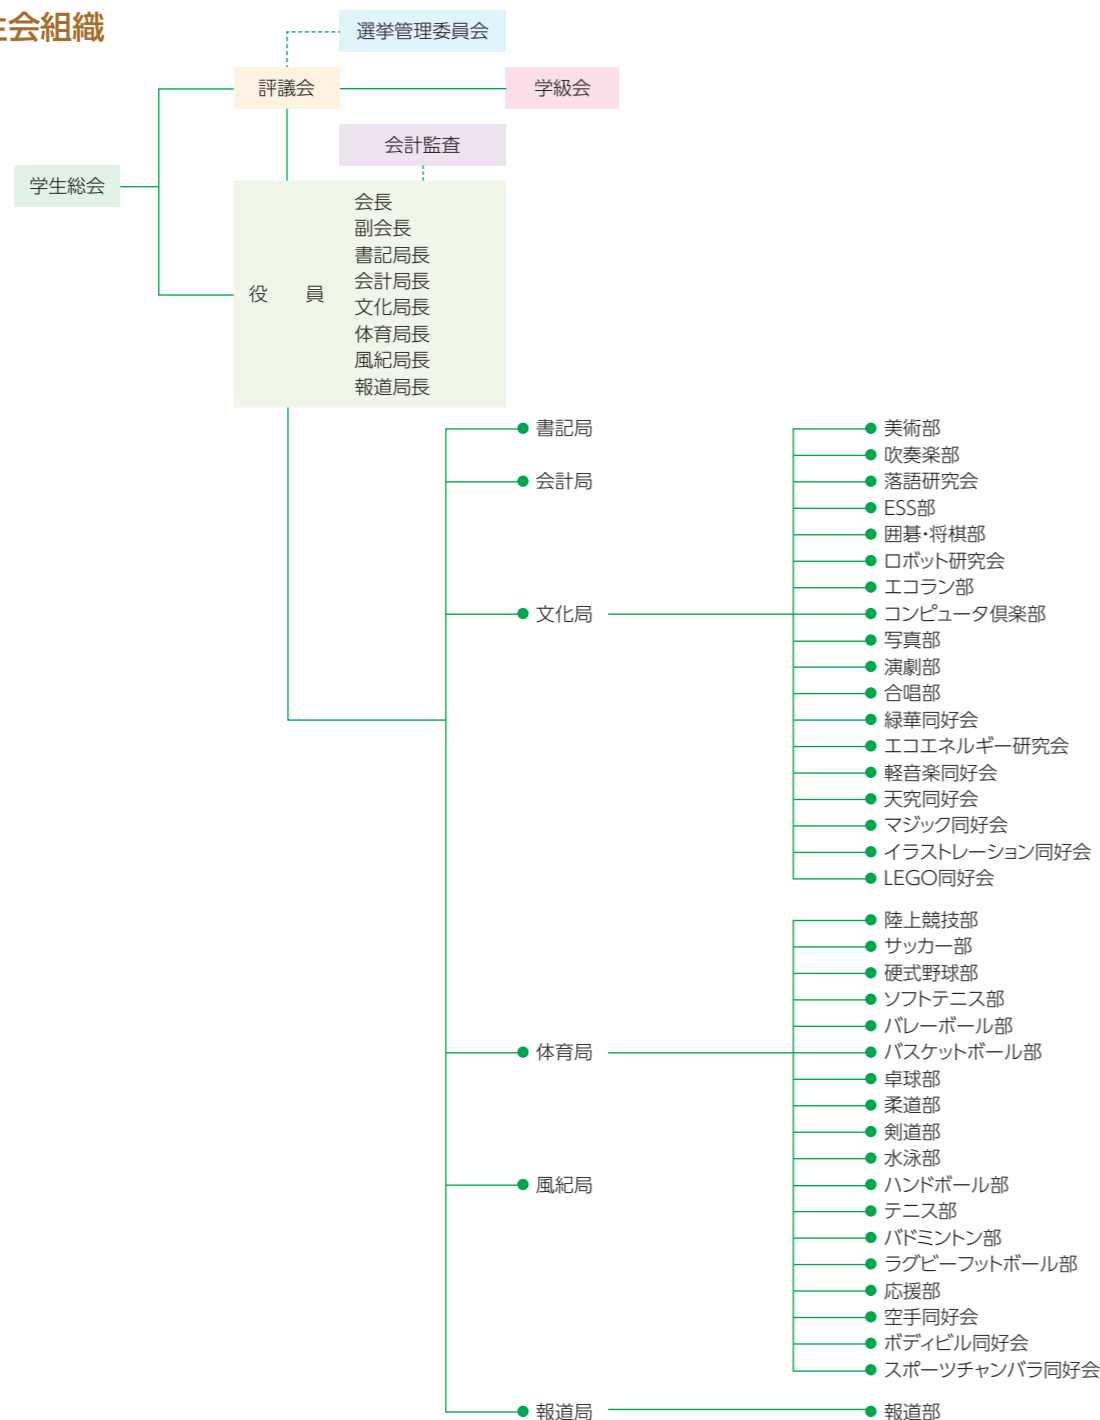 生会組織
選挙管理委員会
評議会
学級会
会計監査
学生総会
役 員
会長
副会長
書記局長
会計局長
文化局長
体育局長
風紀局長
報道局長
書記局
会計局
文化局
美術部
吹奏楽部
落語研究会
ESS部
囲碁・将棋部
ロボット研究会
エコラン部
コンピュータ倶楽部
写真部
演劇部
合唱部
緑華同好会
エコエネルギー研究会
軽音楽同好会
天究同好会
マジック同好会
イラストレーション同好会
LEGO同好会
体育局
陸上競技部
サッカー部
硬式野球部
ソフトテニス部
バレーボール部
バスケットボール部
卓球部
柔道部
剣道部
水泳部
ハンドボール部
テニス部
バドミントン部
ラグビーフットボール部
応援部
空手同好会
ボディビル同好会
スポーツチャンバラ同好会
風紀局
報道局
報道部